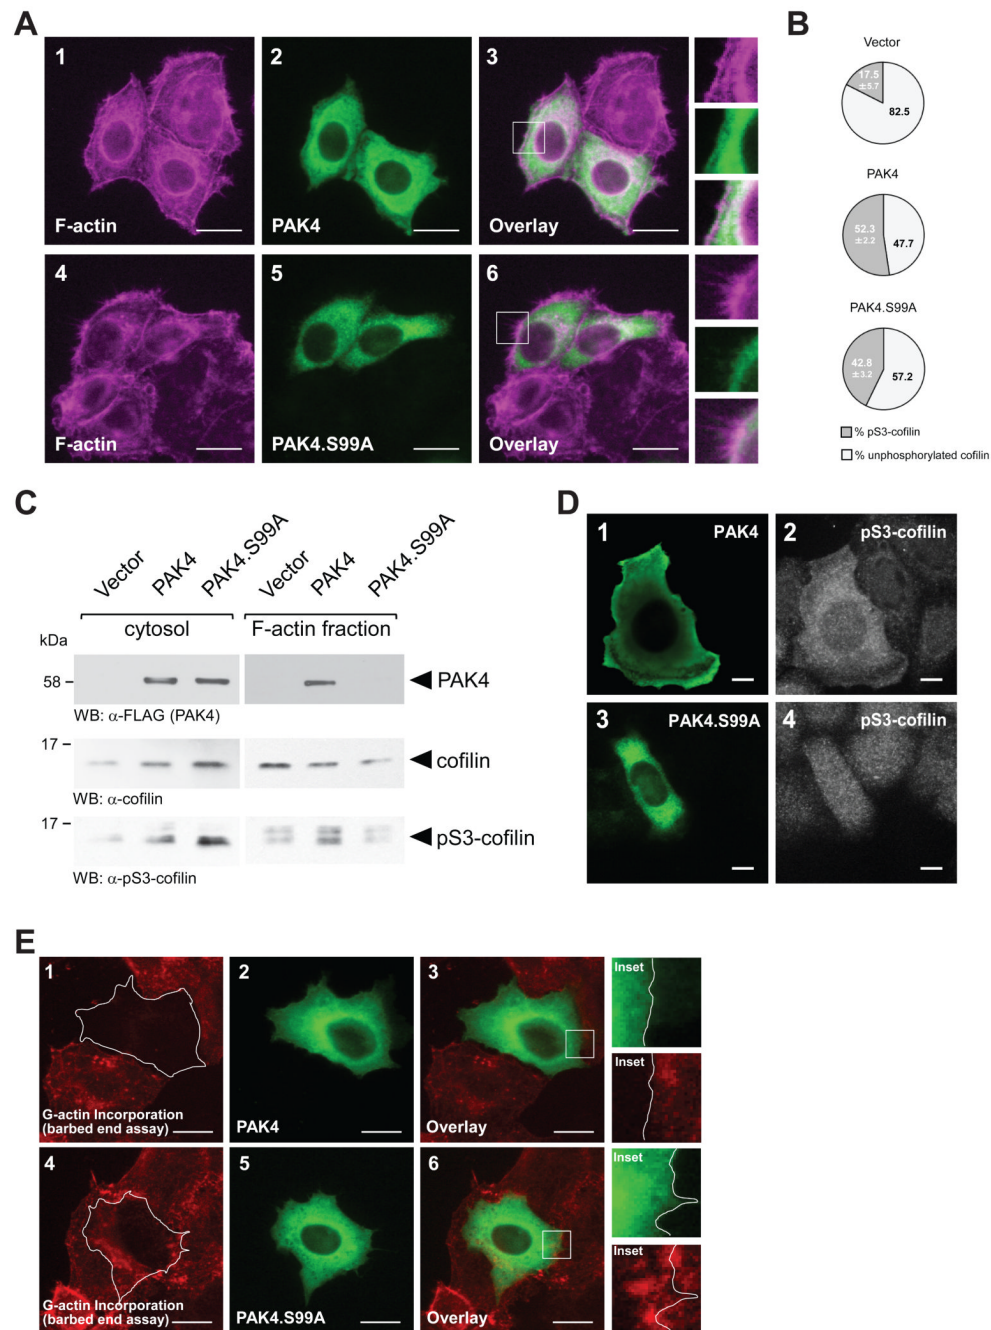 A
1
F-actin
2
PAK4
3
Overlay
4
F-actin
5
PAK4.S99A
6
Overlay
B
Vector
17.5
±5.7
82.5
PAK4
52.3
±2.2
47.7
PAK4.S99A
42.8
±3.2
57.2
% pS3-cofilin
% unphosphorylated cofilin
C
Vector
PAK4
PAK4.S99A
Vector
PAK4
PAK4.S99A
cytosol
F-actin fraction
kDa
58
PAK4
WB: α-FLAG (PAK4)
17
cofilin
WB: α-cofilin
17
pS3-cofilin
WB: α-pS3-cofilin
D
1
PAK4
2
pS3-cofilin
3
PAK4.S99A
4
pS3-cofilin
E
1
G-actin Incorporation
(barbed end assay)
2
PAK4
3
Overlay
Inset
Inset
4
G-actin Incorporation
(barbed end assay)
5
PAK4.S99A
6
Overlay
Inset
Inset